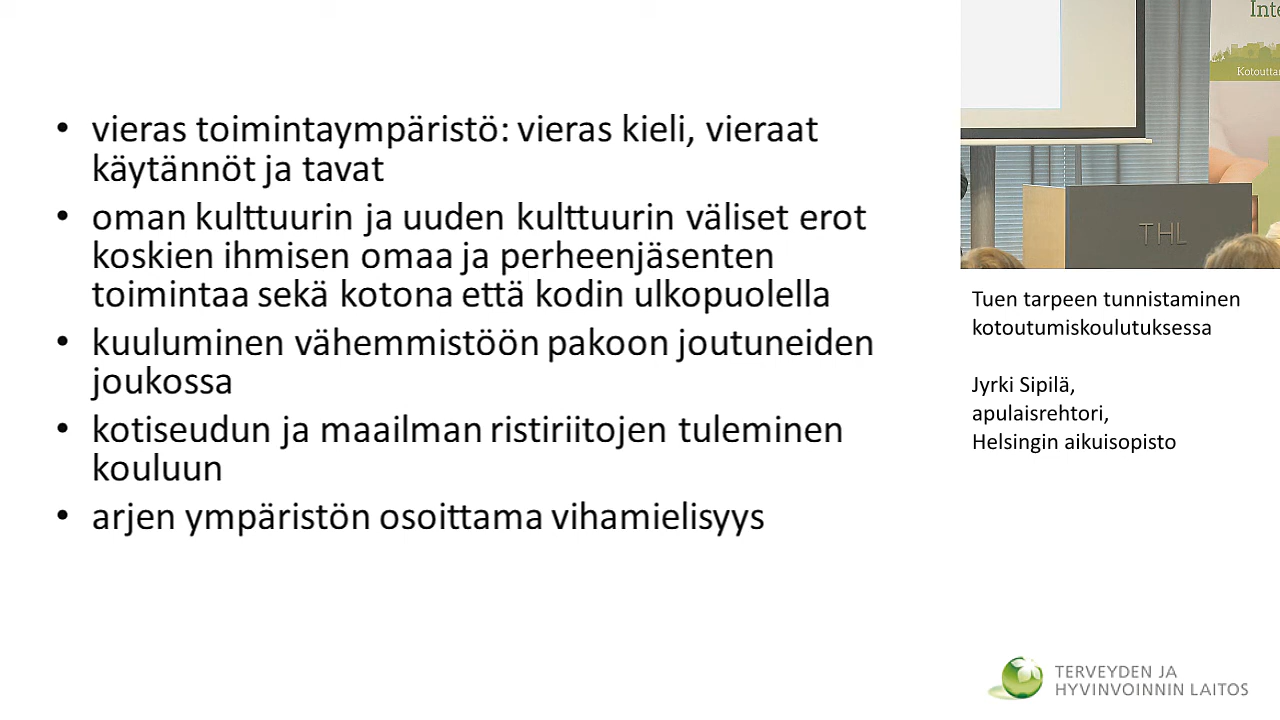 • vieras toimintaympäristö: vieras kieli, vieraat
käytännöt ja tavat
• oman kulttuurin ja uuden kulttuurin väliset erot
koskien ihmisen omaa ja perheenjäsenten
toimintaa sekä kotona että kodin ulkopuolella
• kuuluminen vähemmistöön pakoon joutuneiden
joukossa
• kotiseudun ja maailman ristiriitojen tuleminen
kouluun
• arjen ympäristön osoittama vihamielisyys
THL
Tuen tarpeen tunnistaminen
kotoutumiskoulutuksessa
Jyrki Sipilä,
apulaisrehtori,
Helsingin aikuisopisto
TERVEYDEN JA
HYVINVOINNIN LAITOS